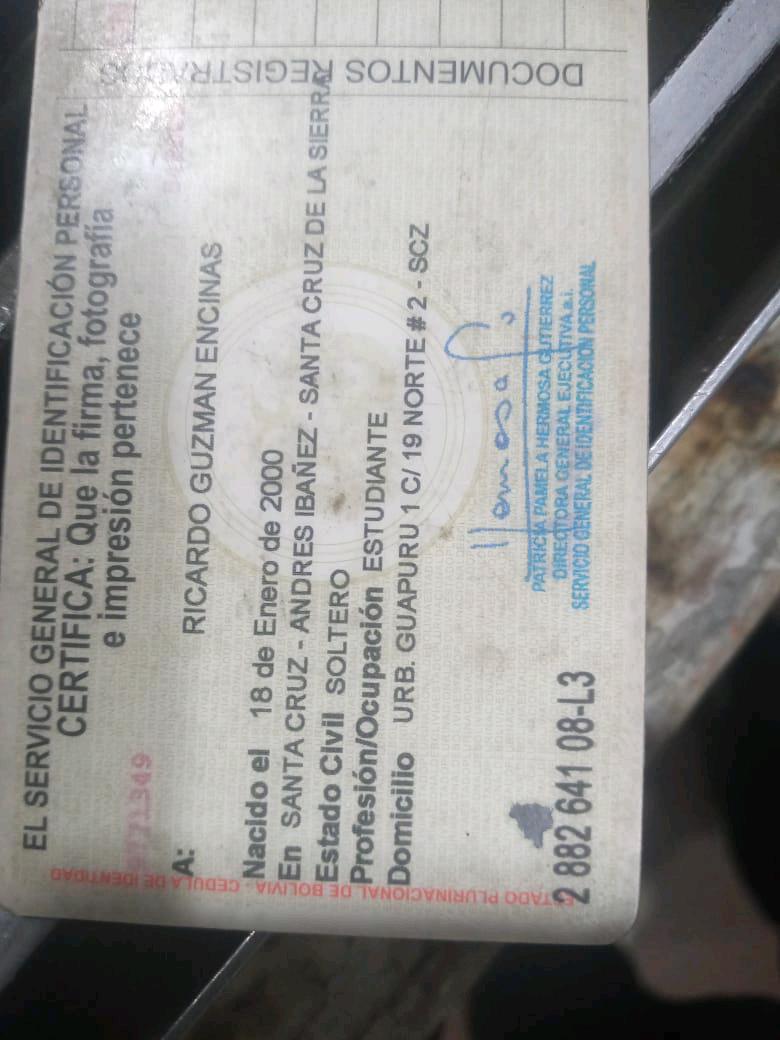 EL SERVICIO GENERAL DE IDENTIFICACIÓN PERSONAL
CERTIFICA: Que la firma, fotografía
e impresión pertenece
A: RICARDO GUZMAN ENCINAS
Nacido el 18 de Enero de 2000
En SANTA CRUZ - ANDRES IBAÑEZ - SANTA CRUZ DE LA SIERRA
Estado Civil SOLTERO
Profesión/Ocupación ESTUDIANTE
Domicilio URB. GUAPURU 1 C/ 19 NORTE # 2 - SCZ
PATRICIA PAMELA HERMOSA GUTIERREZ
DIRECTORA GENERAL EJECUTIVA a.i.
SERVICIO GENERAL DE IDENTIFICACIÓN PERSONAL
2 882 641 08-L3
ESTADO PLURINACIONAL DE BOLIVIA - CEDULA DE IDENTIDAD
DOCUMENTOS REGISTRADOS